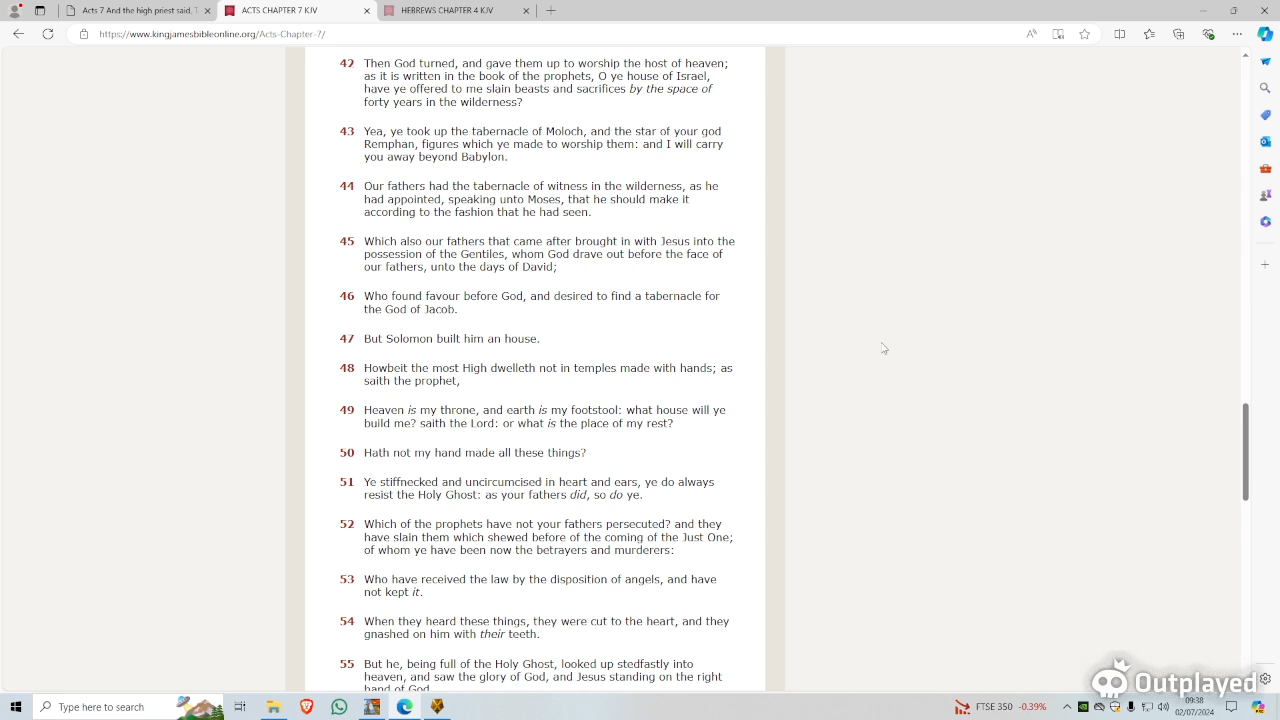 Acts 7 And the high priest said, T
ACTS CHAPTER 7 KJV
HEBREWS CHAPTER 4 KJV
https://www.kingjamesbibleonline.org/Acts-Chapter-7/
42 Then God turned, and gave them up to worship the host of heaven;
as it is written in the book of the prophets, O ye house of Israel,
have ye offered to me slain beasts and sacrifices by the space of
forty years in the wilderness?
43 Yea, ye took up the tabernacle of Moloch, and the star of your god
Remphan, figures which ye made to worship them: and I will carry
you away beyond Babylon.
44 Our fathers had the tabernacle of witness in the wilderness, as he
had appointed, speaking unto Moses, that he should make it
according to the fashion that he had seen.
45 Which also our fathers that came after brought in with Jesus into the
possession of the Gentiles, whom God drave out before the face of
our fathers, unto the days of David;
46 Who found favour before God, and desired to find a tabernacle for
the God of Jacob.
47 But Solomon built him an house.
48 Howbeit the most High dwelleth not in temples made with hands; as
saith the prophet,
49 Heaven is my throne, and earth is my footstool: what house will ye
build me? saith the Lord: or what is the place of my rest?
50 Hath not my hand made all these things?
51 Ye stiffnecked and uncircumcised in heart and ears, ye do always
resist the Holy Ghost: as your fathers did, so do ye.
52 Which of the prophets have not your fathers persecuted? and they
have slain them which shewed before of the coming of the Just One;
of whom ye have been now the betrayers and murderers:
53 Who have received the law by the disposition of angels, and have
not kept it.
54 When they heard these things, they were cut to the heart, and they
gnashed on him with their teeth.
55 But he, being full of the Holy Ghost, looked up stedfastly into
heaven, and saw the glory of God, and Jesus standing on the right
hand of God
Outplayed
Type here to search
FTSE 350 -0.39%
09:38
02/07/2024